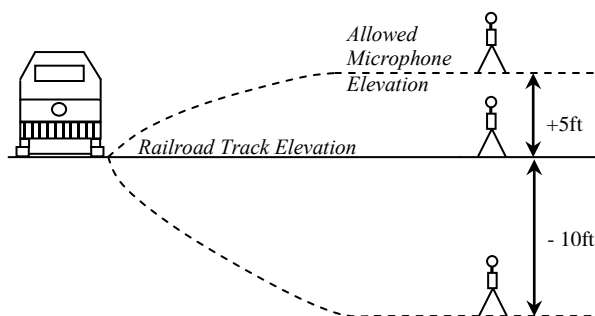 Allowed
Microphone
Elevation
+5ft
Railroad Track Elevation
- 10ft